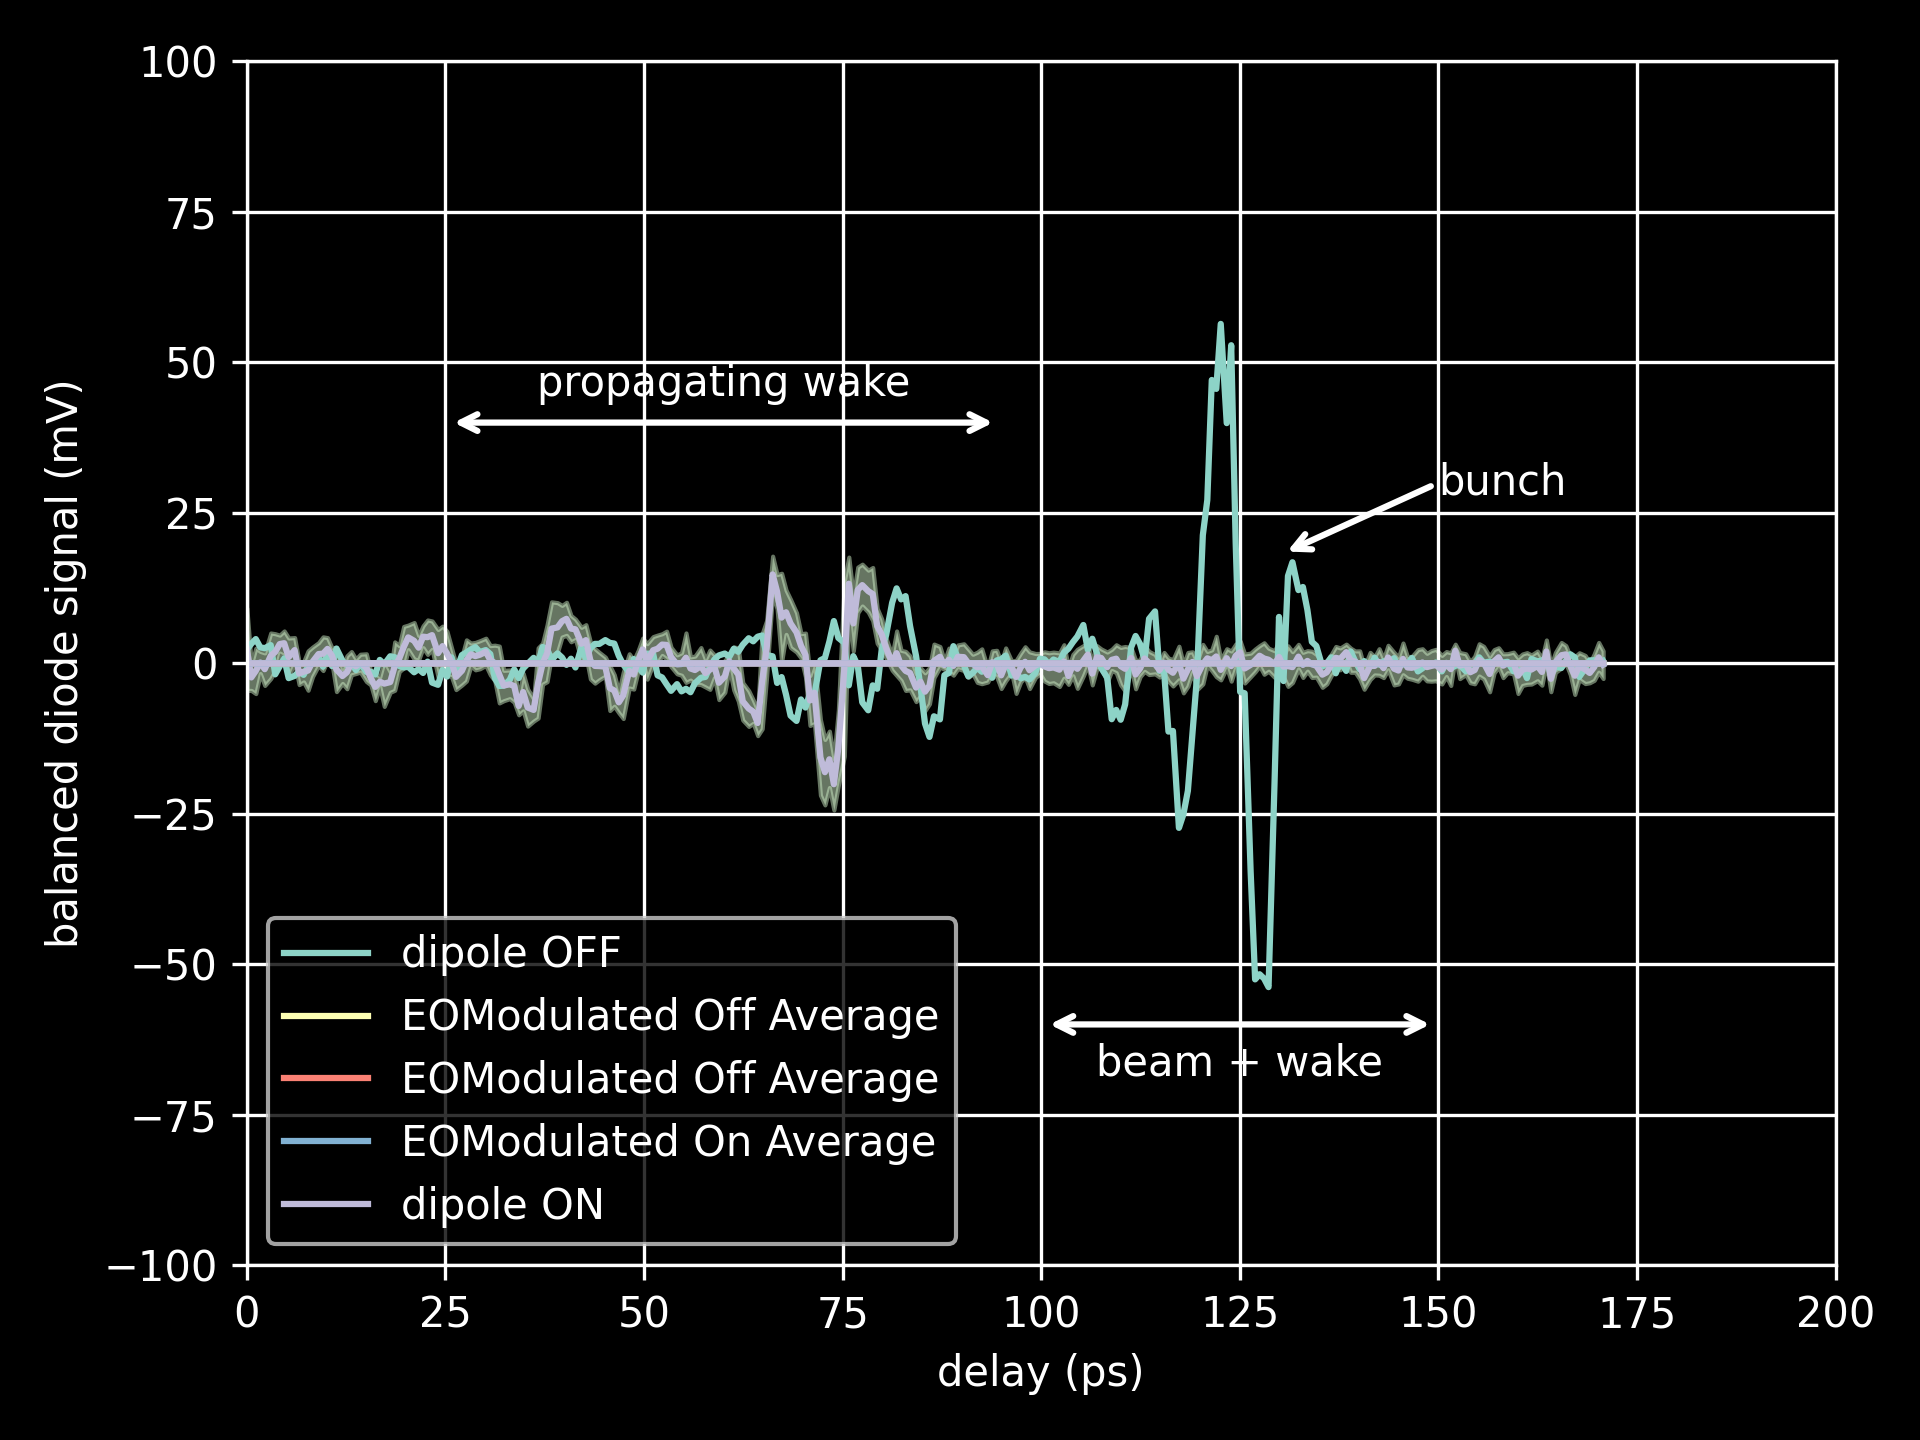 100
75
50
25
0
−25
−50
−75
−100
balanced diode signal (mV)
propagating wake
bunch
beam + wake
dipole OFF
EOModulated Off Average
EOModulated Off Average
EOModulated On Average
dipole ON
0 25 50 75 100 125 150 175 200
delay (ps)